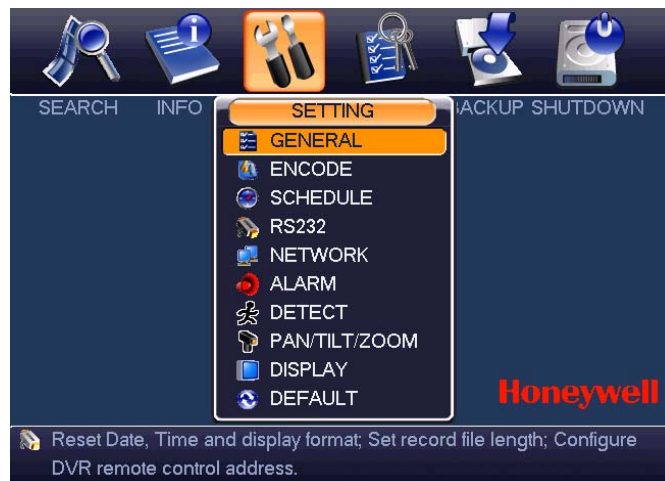 SEARCH INFO SETTING BACKUP SHUTDOWN
GENERAL
ENCODE
SCHEDULE
RS232
NETWORK
ALARM
DETECT
PAN/TILT/ZOOM
DISPLAY
DEFAULT
Honeywell
Reset Date, Time and display format; Set record file length; Configure
DVR remote control address.